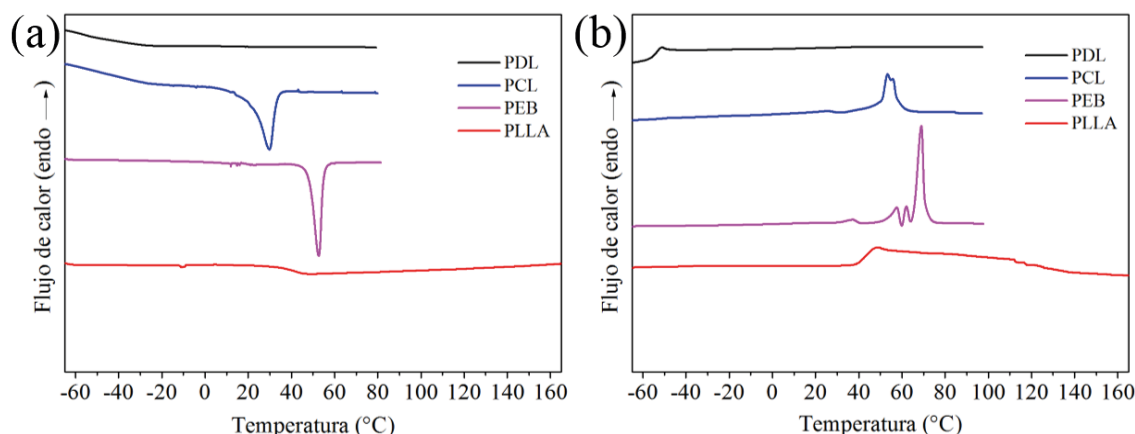 (a)
Flujo de calor (endo ⟶)
PDL
PCL
PEB
PLLA
-60 -40 -20 0 20 40 60 80 100 120 140 160
Temperatura (°C)
(b)
Flujo de calor (endo ⟶)
PDL
PCL
PEB
PLLA
-60 -40 -20 0 20 40 60 80 100 120 140 160
Temperatura (°C)